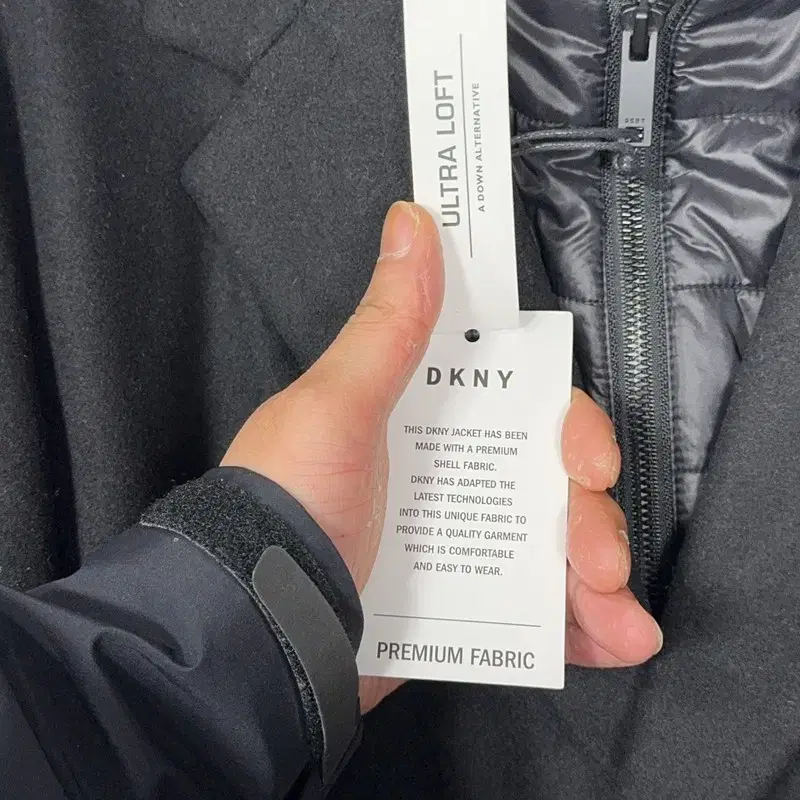 ULTRA LOFT
A DOWN ALTERNATIVE
DKNY
THIS DKNY JACKET HAS BEEN
MADE WITH A PREMIUM
SHELL FABRIC.
DKNY HAS ADAPTED THE
LATEST TECHNOLOGIES
INTO THIS UNIQUE FABRIC TO
PROVIDE A QUALITY GARMENT
WHICH IS COMFORTABLE
AND EASY TO WEAR.
PREMIUM FABRIC